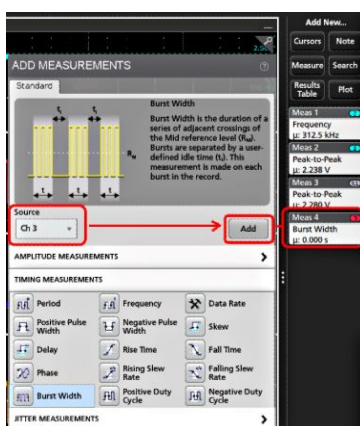 Add New...
Cursors
Note
Measure
Search
Results Table
Plot
ADD MEASUREMENTS
Standard
Burst Width
Burst Width is the duration of a
series of adjacent crossings of
the Mid reference level (RM).
Bursts are separated by a user-
defined idle time (tI). This
measurement is made on each
burst in the record.
Source
Ch 3
Add
AMPLITUDE MEASUREMENTS
TIMING MEASUREMENTS
Period
Frequency
Data Rate
Positive Pulse Width
Negative Pulse Width
Skew
Delay
Rise Time
Fall Time
Phase
Rising Slew Rate
Falling Slew Rate
Burst Width
Positive Duty Cycle
Negative Duty Cycle
JITTER MEASUREMENTS
Meas 1
Frequency
µ: 312.5 kHz
Meas 2
Peak-to-Peak
µ: 2.238 V
Meas 3
Peak-to-Peak
µ: 2.280 V
Meas 4
Burst Width
µ: 0.000 s